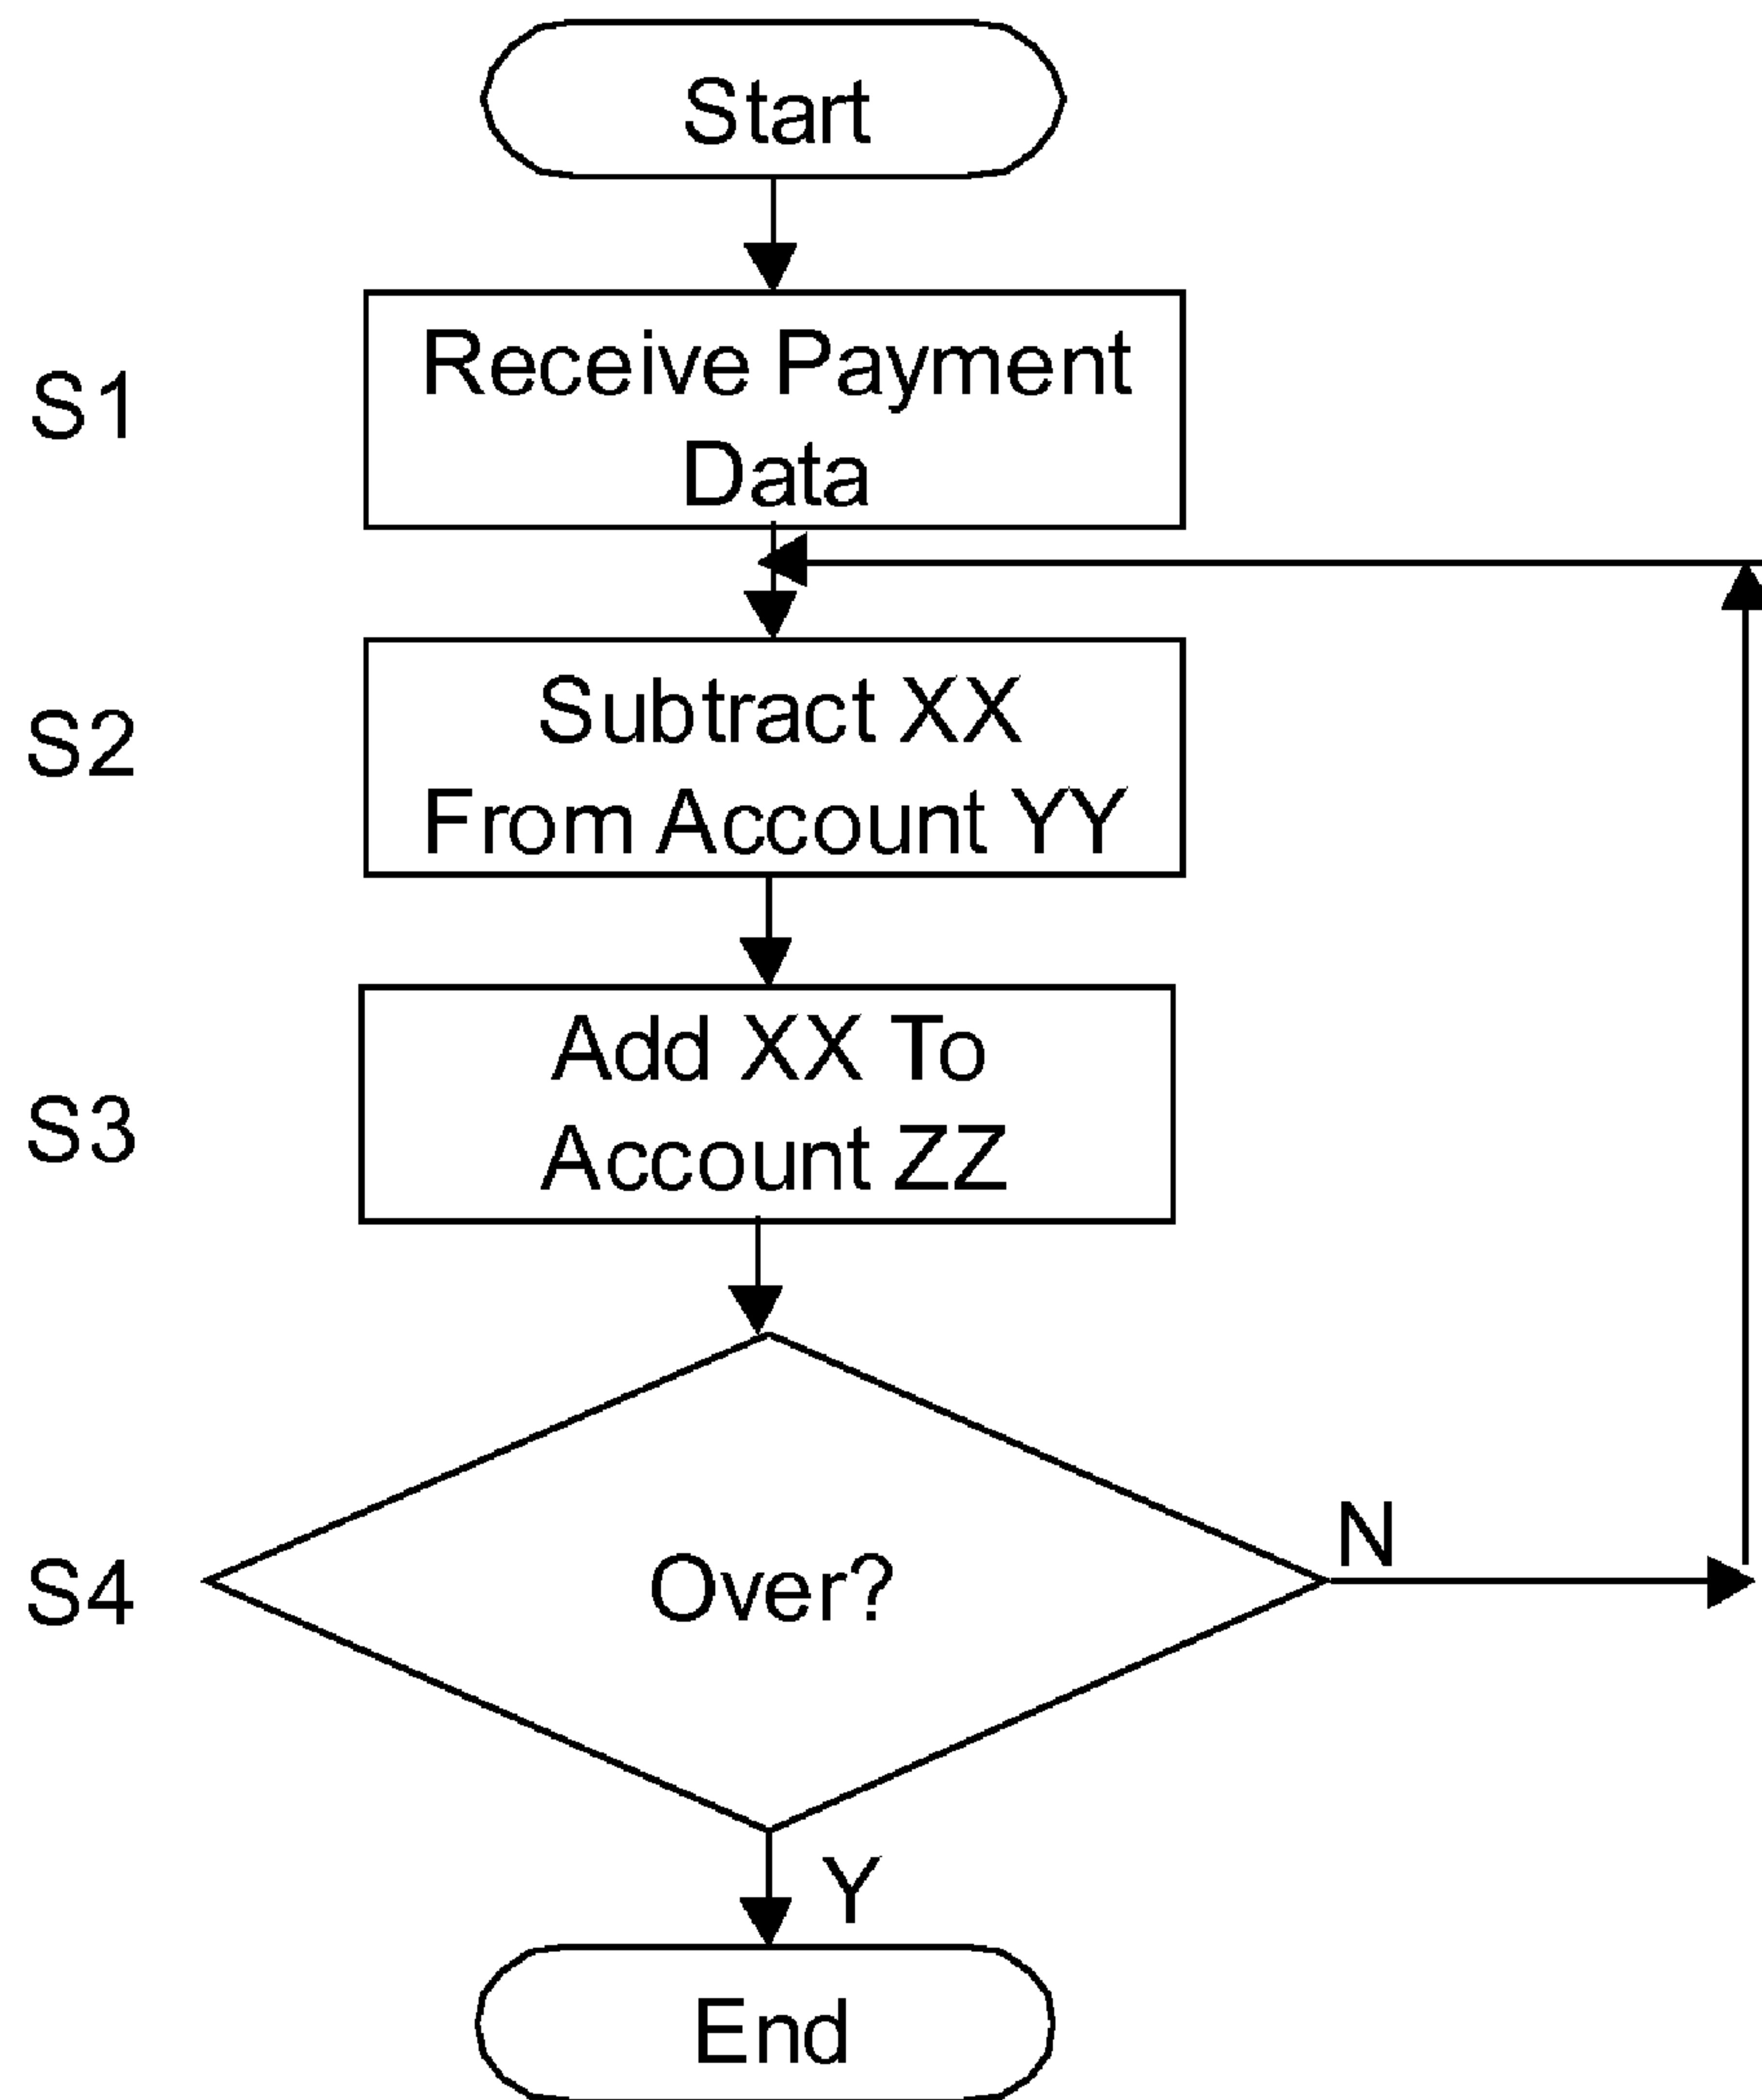 Start
S1
Receive Payment
Data
S2
Subtract XX
From Account YY
S3
Add XX To
Account ZZ
S4
Over?
N
Y
End